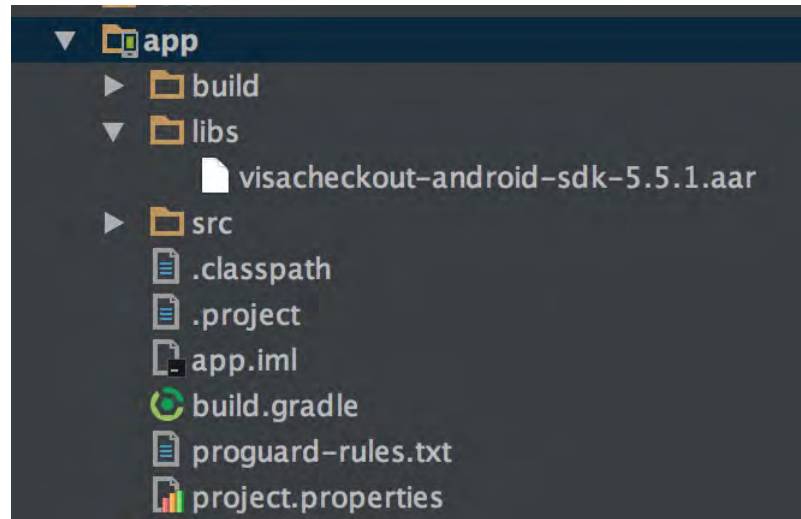 app
build
libs
visacheckout-android-sdk-5.5.1.aar
src
.classpath
.project
app.iml
build.gradle
proguard-rules.txt
project.properties